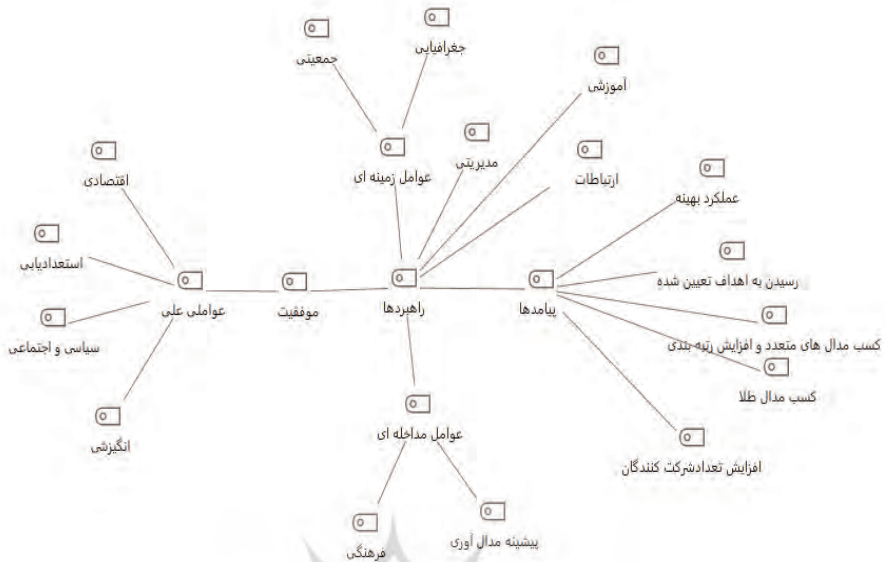 جغرافیایی
جمعیتی
آموزشی
مدیریتی
عوامل زمینه ای
ارتباطات
اقتصادی
عملکرد بهینه
استعدادیابی
رسیدن به اهداف تعیین شده
پیامدها
راهبردها
موفقیت
عواملی علی
سیاسی و اجتماعی
کسب مدال های متعدد و افزایش رتبه بندی
کسب مدال طلا
عوامل مداخله ای
انگیزشی
افزایش تعدادشرکت کنندگان
پیشینه مدال آوری
فرهنگی